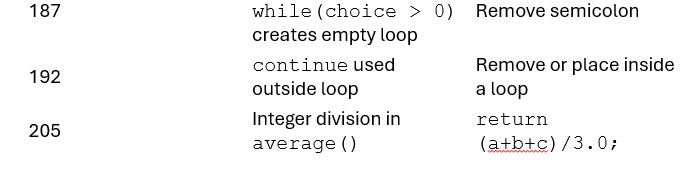 187 while(choice > 0) Remove semicolon
creates empty loop
192 continue used Remove or place inside
outside loop a loop
205 Integer division in return
average() (a+b+c)/3.0;